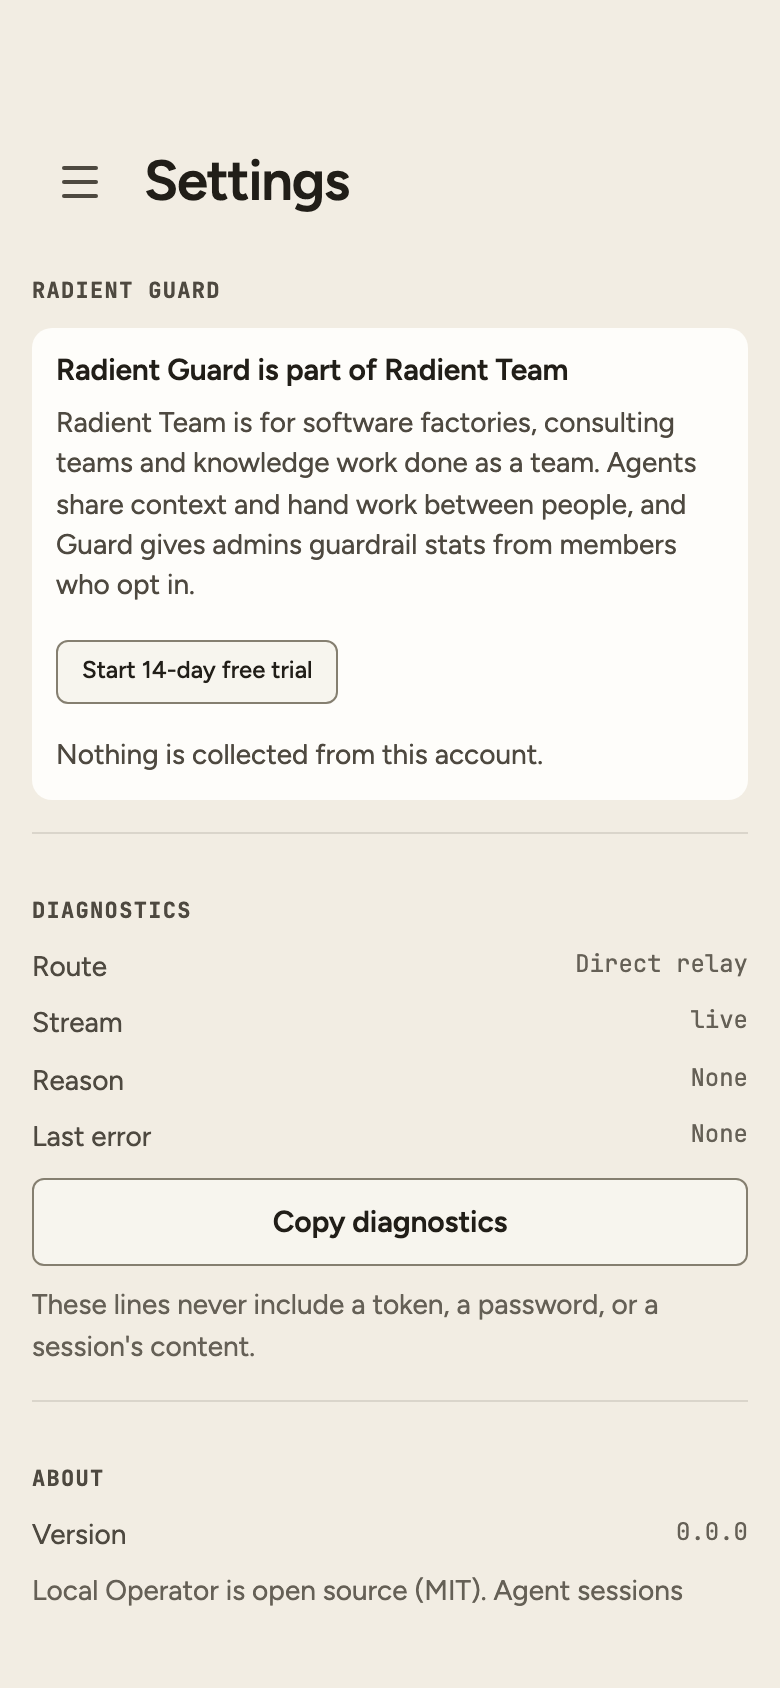 Settings
RADIENT GUARD
Radient Guard is part of Radient Team
Radient Team is for software factories, consulting
teams and knowledge work done as a team. Agents
share context and hand work between people, and
Guard gives admins guardrail stats from members
who opt in.
Start 14-day free trial
Nothing is collected from this account.
DIAGNOSTICS
Route Direct relay
Stream live
Reason None
Last error None
Copy diagnostics
These lines never include a token, a password, or a
session's content.
ABOUT
Version 0.0.0
Local Operator is open source (MIT). Agent sessions